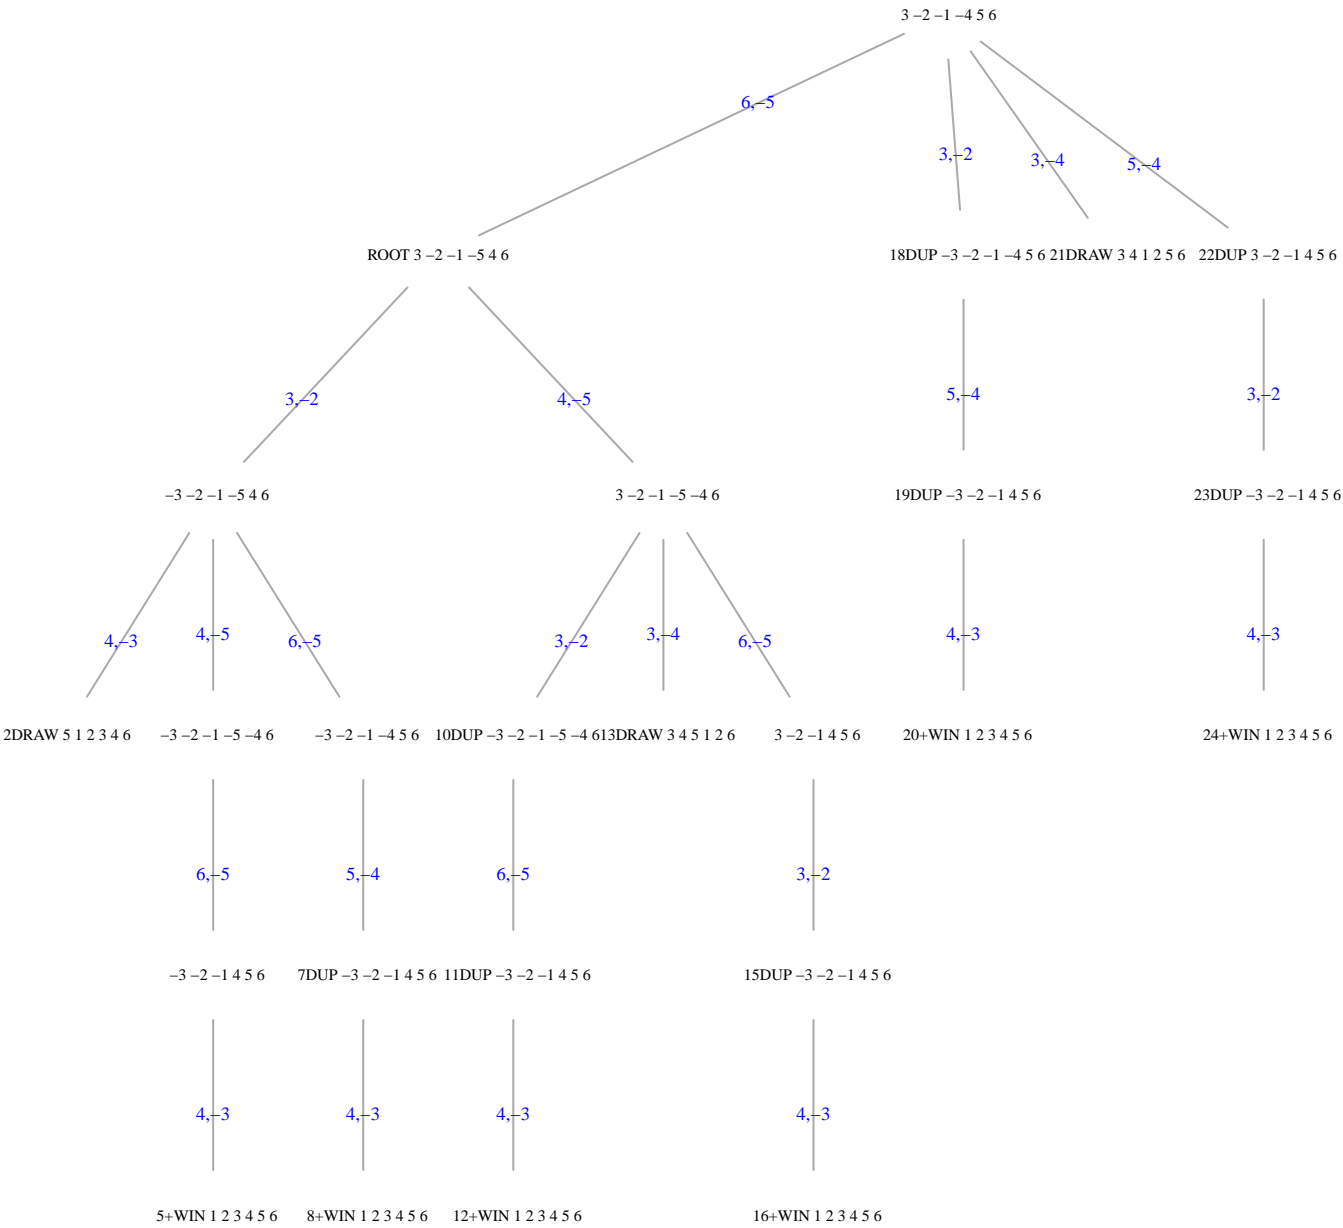 3 −2 −1 −4 5 6
6,−5
3,−2
3,−4
5,−4
ROOT 3 −2 −1 −5 4 6
18DUP −3 −2 −1 −4 5 6
21DRAW 3 4 1 2 5 6
22DUP 3 −2 −1 4 5 6
3,−2
4,−5
5,−4
3,−2
−3 −2 −1 −5 4 6
3 −2 −1 −5 −4 6
19DUP −3 −2 −1 4 5 6
23DUP −3 −2 −1 4 5 6
4,−3
4,−5
6,−5
3,−2
3,−4
6,−5
4,−3
4,−3
2DRAW 5 1 2 3 4 6
−3 −2 −1 −5 −4 6
−3 −2 −1 −4 5 6
10DUP −3 −2 −1 −5 −4 6
13DRAW 3 4 5 1 2 6
3 −2 −1 4 5 6
20+WIN 1 2 3 4 5 6
24+WIN 1 2 3 4 5 6
6,−5
5,−4
6,−5
3,−2
−3 −2 −1 4 5 6
7DUP −3 −2 −1 4 5 6
11DUP −3 −2 −1 4 5 6
15DUP −3 −2 −1 4 5 6
4,−3
4,−3
4,−3
4,−3
5+WIN 1 2 3 4 5 6
8+WIN 1 2 3 4 5 6
12+WIN 1 2 3 4 5 6
16+WIN 1 2 3 4 5 6